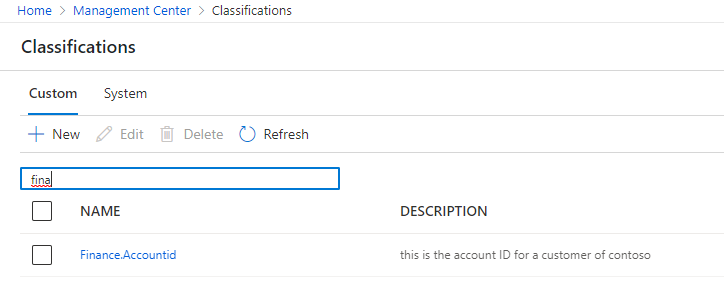 Home > Management Center > Classifications
Classifications
Custom System
New Edit Delete Refresh
fina
NAME DESCRIPTION
Finance.Accountid this is the account ID for a customer of contoso